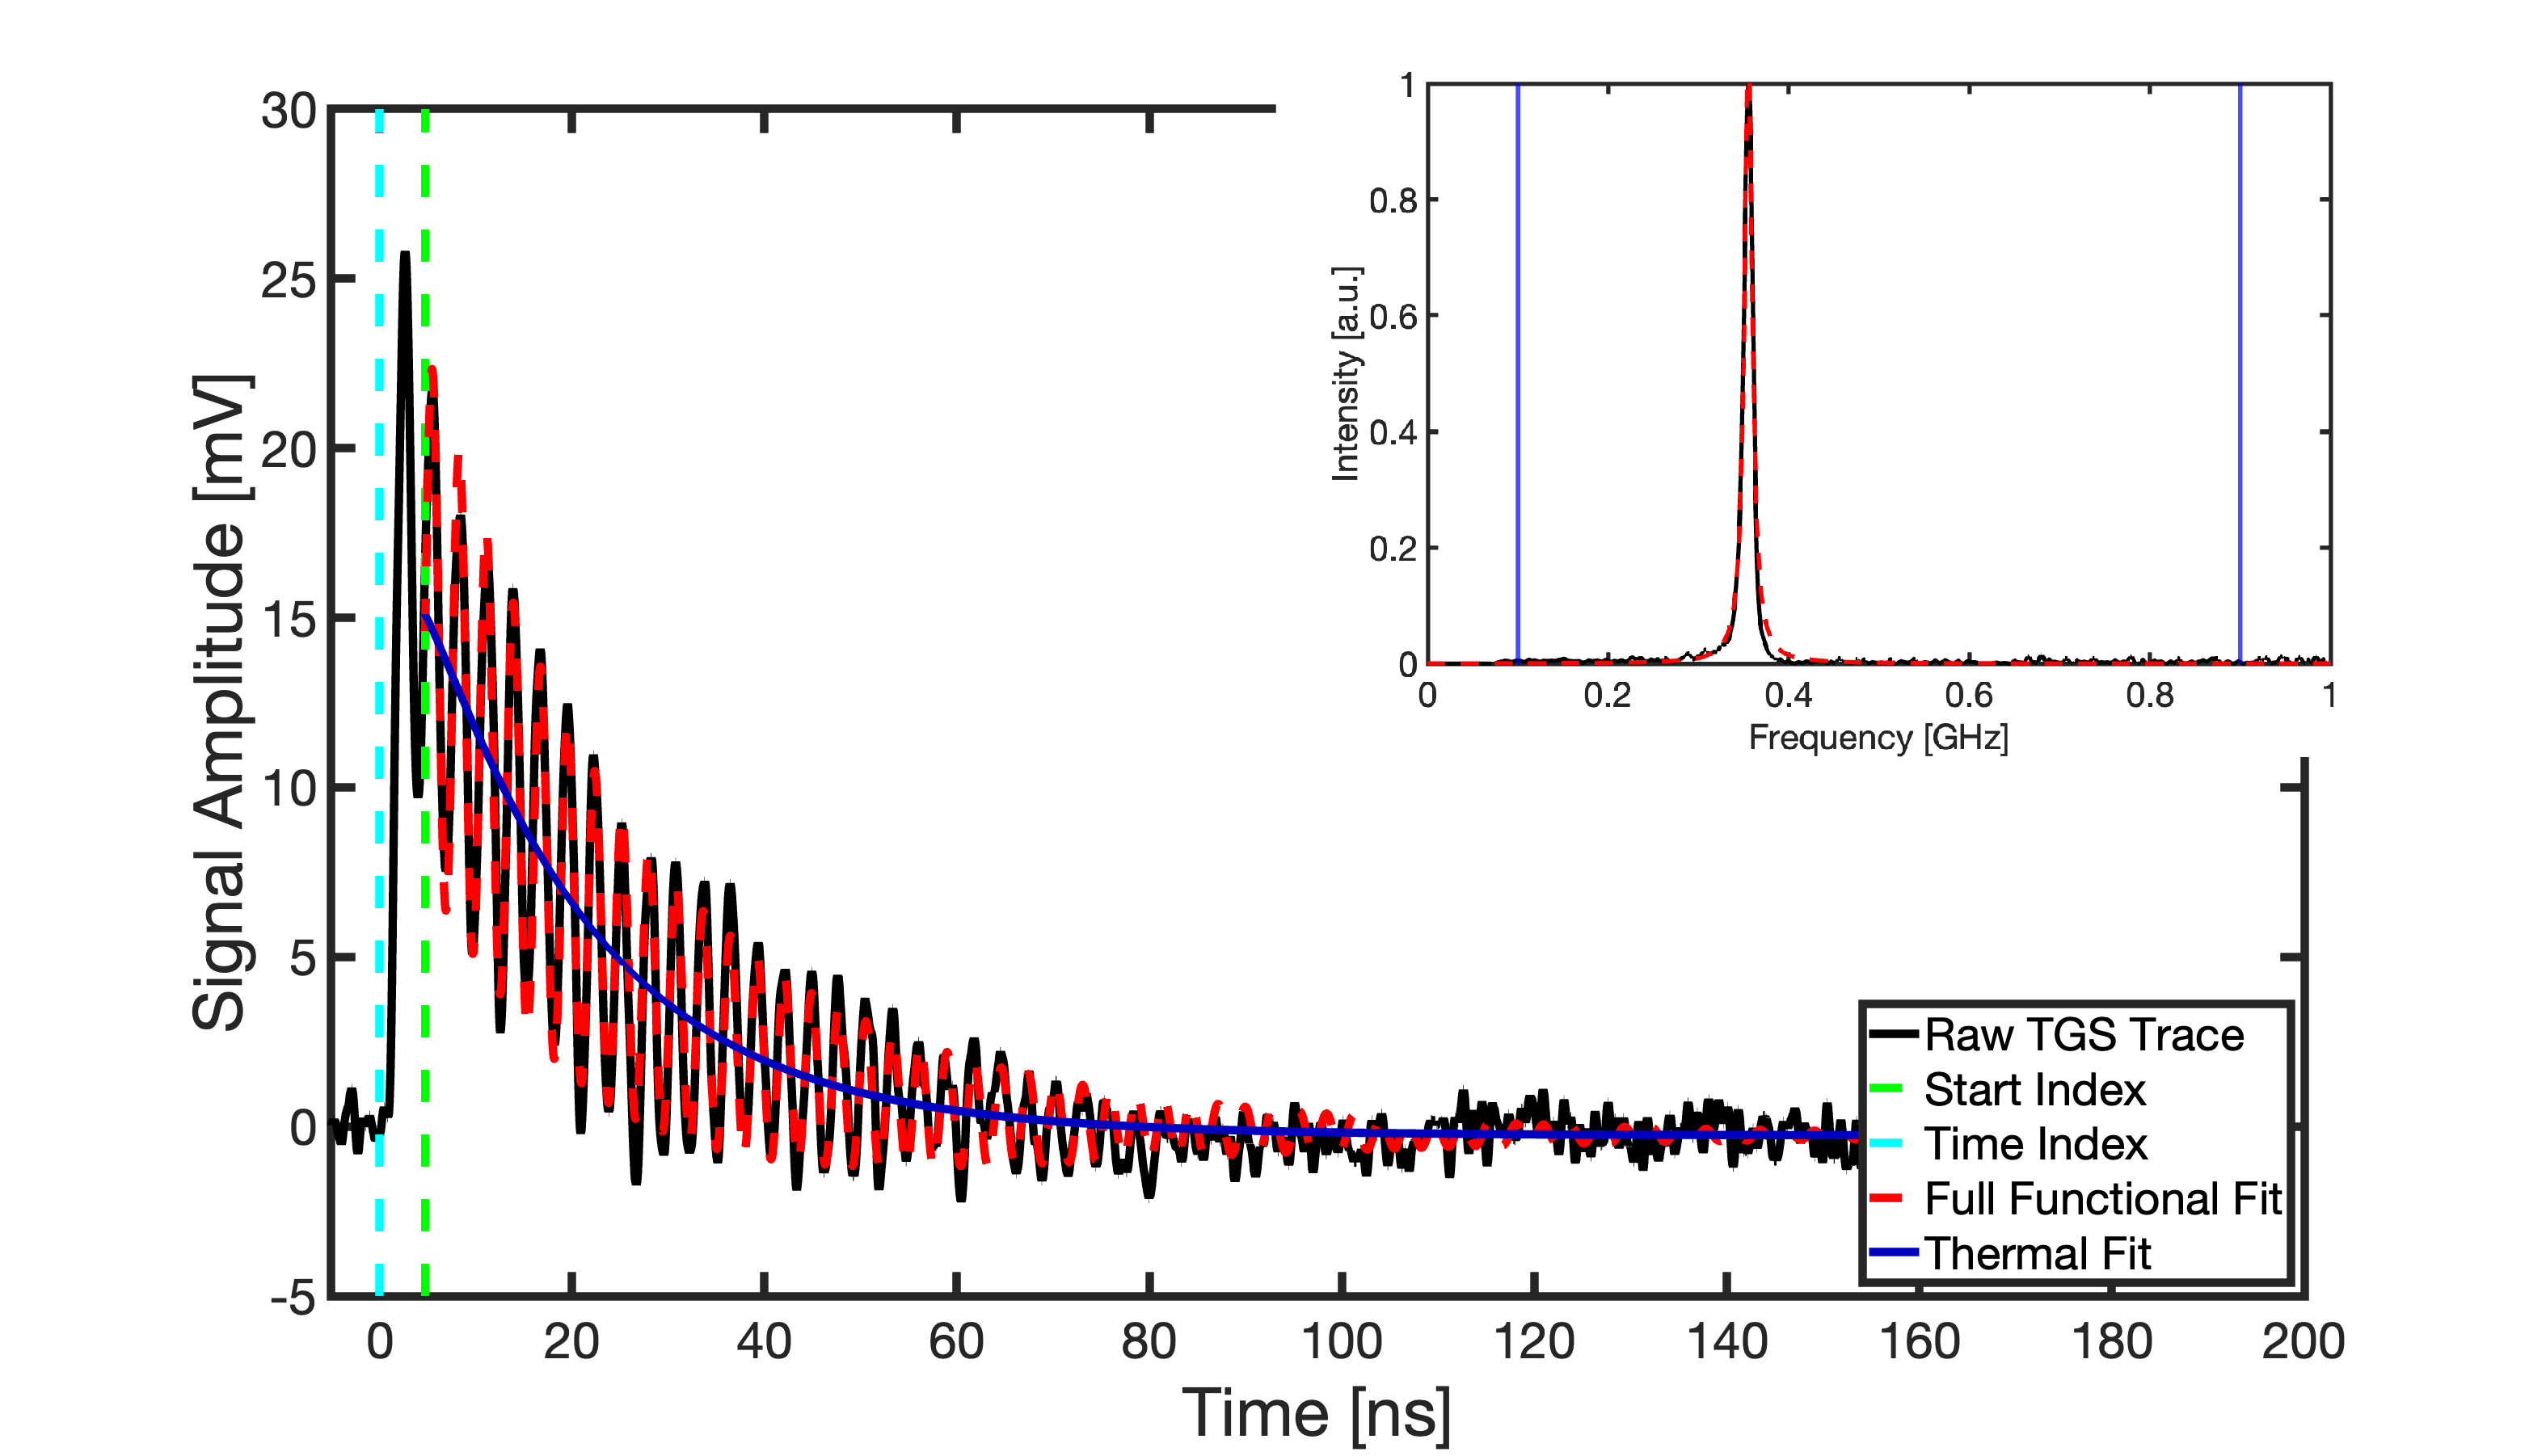 30
25
20
15
10
5
0
-5
Signal Amplitude [mV]
0 20 40 60 80 100 120 140 160 180 200
Time [ns]
1
0.8
0.6
0.4
0.2
0
Intensity [a.u.]
0 0.2 0.4 0.6 0.8 1
Frequency [GHz]
Raw TGS Trace
Start Index
Time Index
Full Functional Fit
Thermal Fit